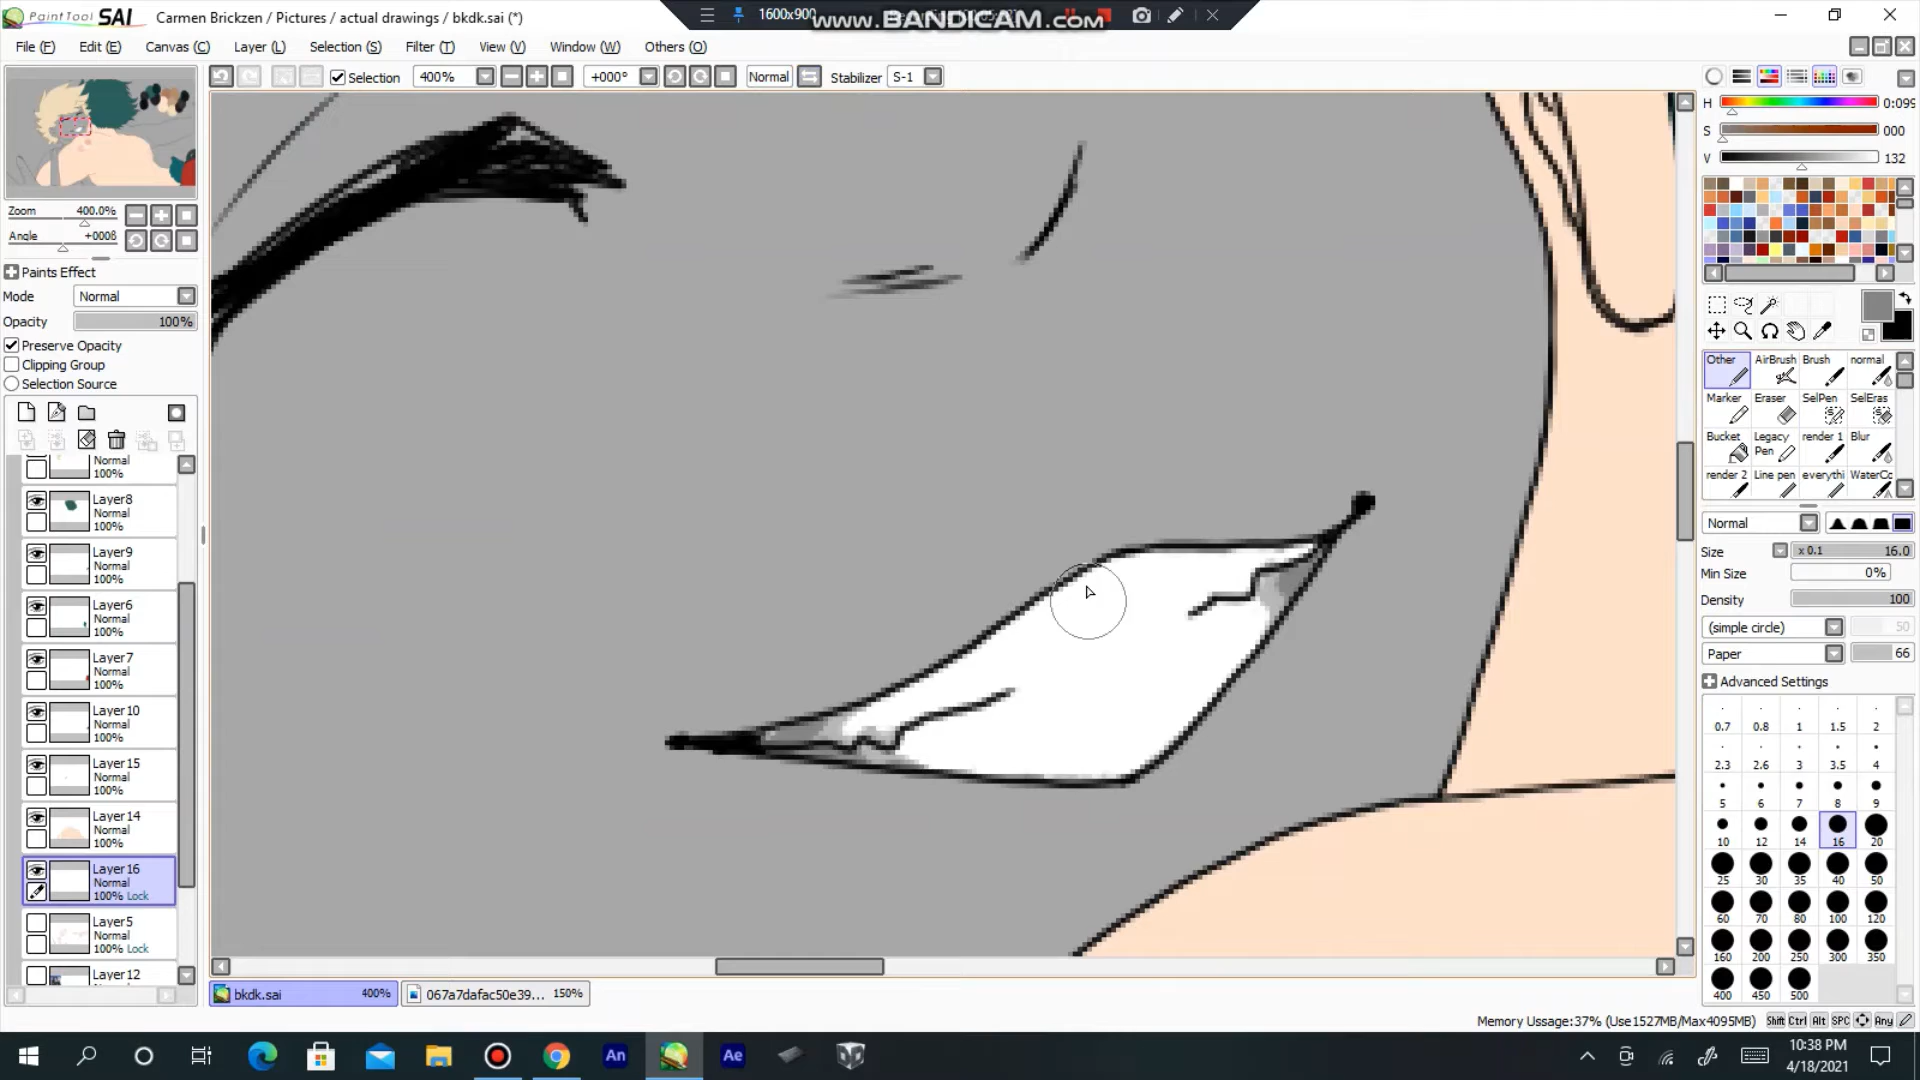 PaintTool SAI
Carmen Brickzen / Pictures / actual drawings / bkdk.sai (*)
1600x900
www.BANDICAM.com
File (F) Edit (E) Canvas (C) Layer (L) Selection (S) Filter (T) View (V) Window (W) Others (O)
Selection 400% +000° Normal Stabilizer S-1
H 0:099
S 000
V 132
Zoom 400.0%
Angle +000ß
Paints Effect
Mode Normal
Opacity 100%
Preserve Opacity
Clipping Group
Selection Source
Normal
100%
Layer8
Normal
100%
Layer9
Normal
100%
Layer6
Normal
100%
Layer7
Normal
100%
Layer10
Normal
100%
Layer15
Normal
100%
Layer14
Normal
100%
Layer16
Normal
100% Lock
Layer5
Normal
100% Lock
Layer12
Other AirBrush Brush normal
Marker Eraser SelPen SelEras
Bucket Legacy Pen render 1 Blur
render 2 Line pen everythi WaterCo
Normal
Size x 0.1 16.0
Min Size 0%
Density 100
(simple circle) 50
Paper 66
Advanced Settings
0.7 0.8 1 1.5 2
2.3 2.6 3 3.5 4
5 6 7 8 9
10 12 14 16 20
25 30 35 40 50
60 70 80 100 120
160 200 250 300 350
400 450 500
bkdk.sai 400% 067a7dafac50e39... 150%
Memory Ussage:37% (Use1527MB/Max4095MB) Shift Ctrl Alt SPC Any
An Ae
10:38 PM
4/18/2021